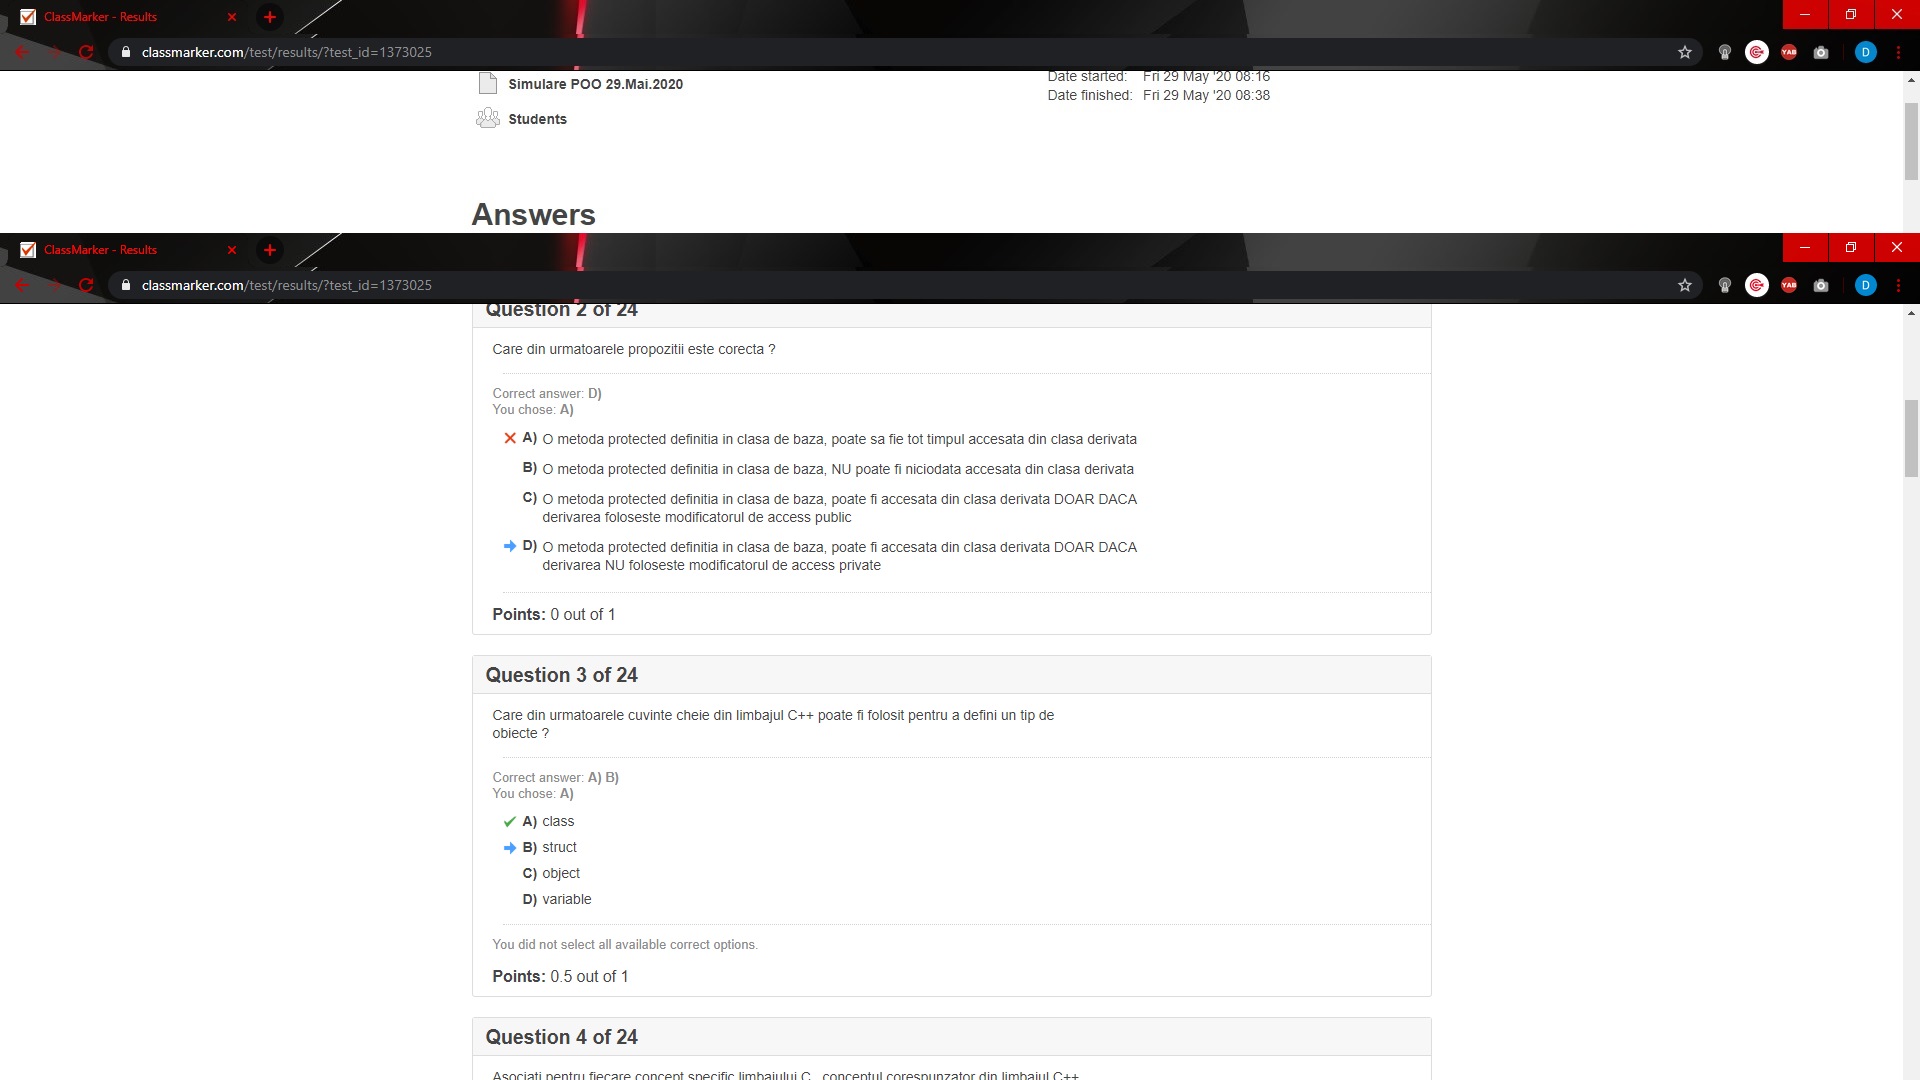 ClassMarker - Results
classmarker.com/test/results/?test_id=1373025
YAB
D
Simulare POO 29.Mai.2020
Date started: Fri 29 May '20 08:16
Date finished: Fri 29 May '20 08:38
Students
Answers
ClassMarker - Results
classmarker.com/test/results/?test_id=1373025
YAB
D
Question 2 of 24
Care din urmatoarele propozitii este corecta ?
Correct answer: D)
You chose: A)
A) O metoda protected definitia in clasa de baza, poate sa fie tot timpul accesata din clasa derivata
B) O metoda protected definitia in clasa de baza, NU poate fi niciodata accesata din clasa derivata
C) O metoda protected definitia in clasa de baza, poate fi accesata din clasa derivata DOAR DACA
derivarea foloseste modificatorul de access public
D) O metoda protected definitia in clasa de baza, poate fi accesata din clasa derivata DOAR DACA
derivarea NU foloseste modificatorul de access private
Points: 0 out of 1
Question 3 of 24
Care din urmatoarele cuvinte cheie din limbajul C++ poate fi folosit pentru a defini un tip de
obiecte ?
Correct answer: A) B)
You chose: A)
A) class
B) struct
C) object
D) variable
You did not select all available correct options.
Points: 0.5 out of 1
Question 4 of 24
Asociati pentru fiecare concept specific limbajului C , conceptul corespunzator din limbajul C++